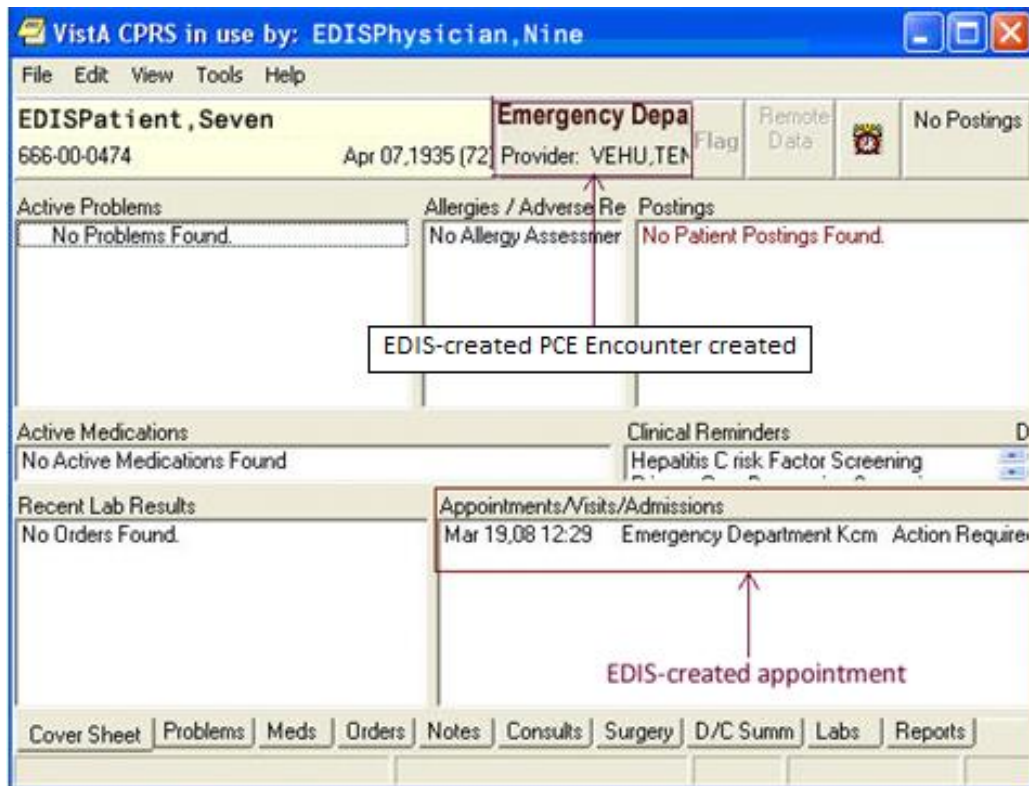 VistA CPRS in use by: EDISPhysician,Nine
File Edit View Tools Help
EDISPatient,Seven
666-00-0474 Apr 07,1935 (72)
Emergency Depa
Provider: VEHU,TEN
Flag
Remote
Data
No Postings
Active Problems
No Problems Found.
Allergies / Adverse Re
No Allergy Assessmer
Postings
No Patient Postings Found.
EDIS-created PCE Encounter created
Active Medications
No Active Medications Found
Clinical Reminders D
Hepatitis C risk Factor Screening
Recent Lab Results
No Orders Found.
Appointments/Visits/Admissions
Mar 19,08 12:29 Emergency Department Kcm Action Require
EDIS-created appointment
Cover Sheet Problems Meds Orders Notes Consults Surgery D/C Summ Labs Reports